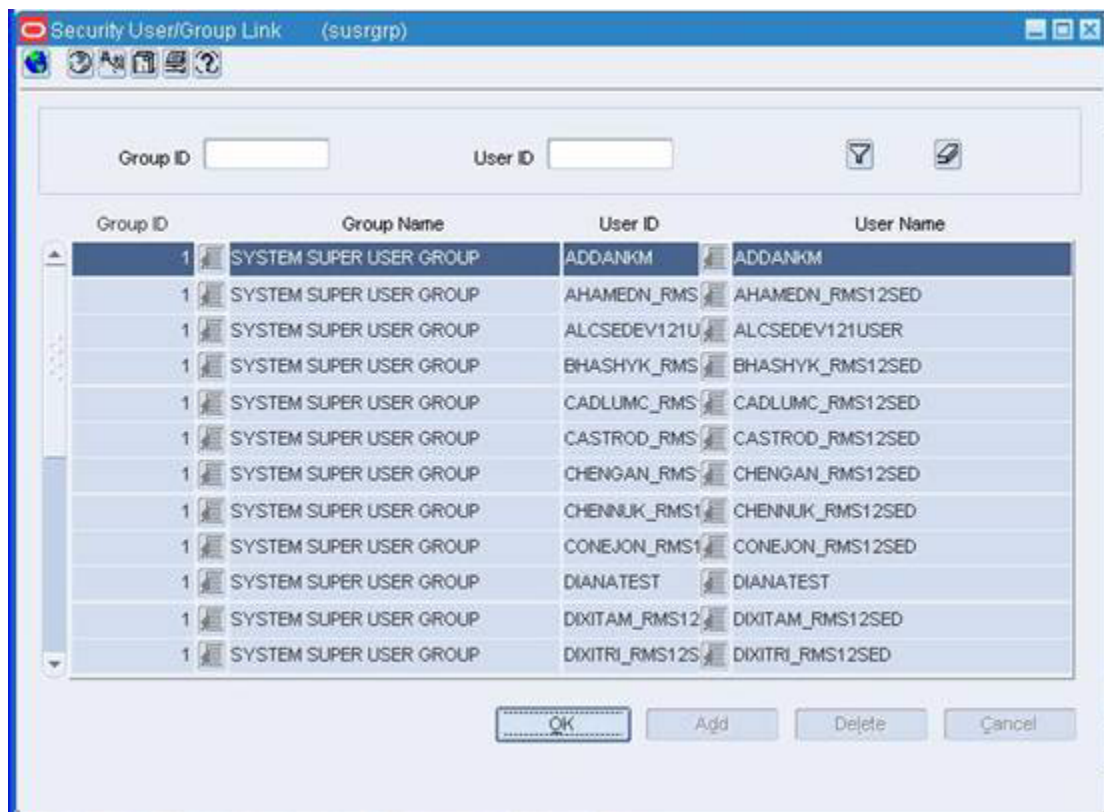 Security User/Group Link (susrgrp)
Group ID User ID
Group ID Group Name User ID User Name
1 SYSTEM SUPER USER GROUP ADDANKM ADDANKM
1 SYSTEM SUPER USER GROUP AHAMEDN_RMS AHAMEDN_RMS12SED
1 SYSTEM SUPER USER GROUP ALCSEDEV121U ALCSEDEV121USER
1 SYSTEM SUPER USER GROUP BHASHYK_RMS BHASHYK_RMS12SED
1 SYSTEM SUPER USER GROUP CADLUMC_RMS CADLUMC_RMS12SED
1 SYSTEM SUPER USER GROUP CASTROD_RMS CASTROD_RMS12SED
1 SYSTEM SUPER USER GROUP CHENGAN_RMS CHENGAN_RMS12SED
1 SYSTEM SUPER USER GROUP CHENNUK_RMS1 CHENNUK_RMS12SED
1 SYSTEM SUPER USER GROUP CONEJON_RMS1 CONEJON_RMS12SED
1 SYSTEM SUPER USER GROUP DIANATEST DIANATEST
1 SYSTEM SUPER USER GROUP DIXITAM_RMS12 DIXITAM_RMS12SED
1 SYSTEM SUPER USER GROUP DIXITRI_RMS12S DIXITRI_RMS12SED
OK Add Delete Cancel